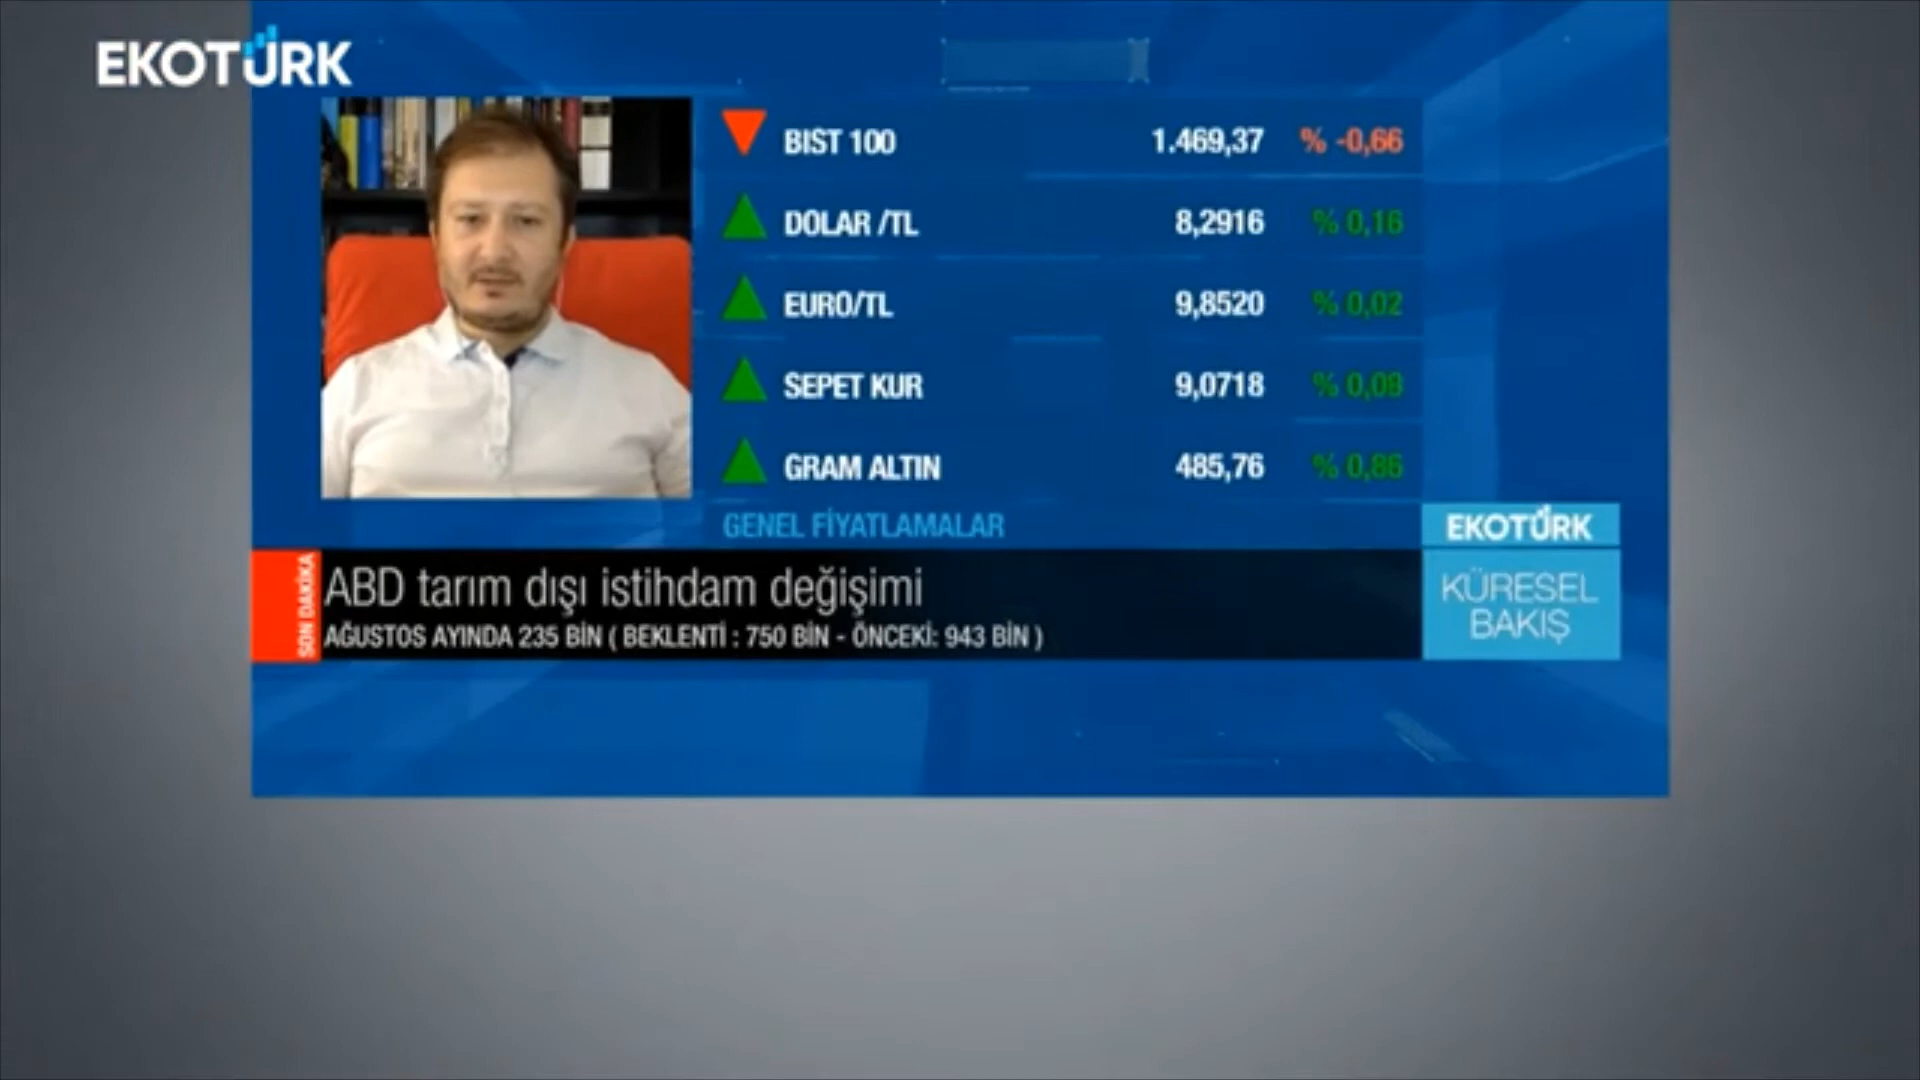 EKOTÜRK
BIST 100 1.469,37 % -0,66
DOLAR /TL 8,2916 % 0,16
EURO/TL 9,8520 % 0,02
SEPET KUR 9,0718 % 0,09
GRAM ALTIN 485,76 % 0,86
GENEL FİYATLAMALAR
EKOTÜRK
SON DAKİKA
ABD tarım dışı istihdam değişimi
AĞUSTOS AYINDA 235 BİN ( BEKLENTİ : 750 BİN - ÖNCEKİ: 943 BİN )
KÜRESEL
BAKIŞ